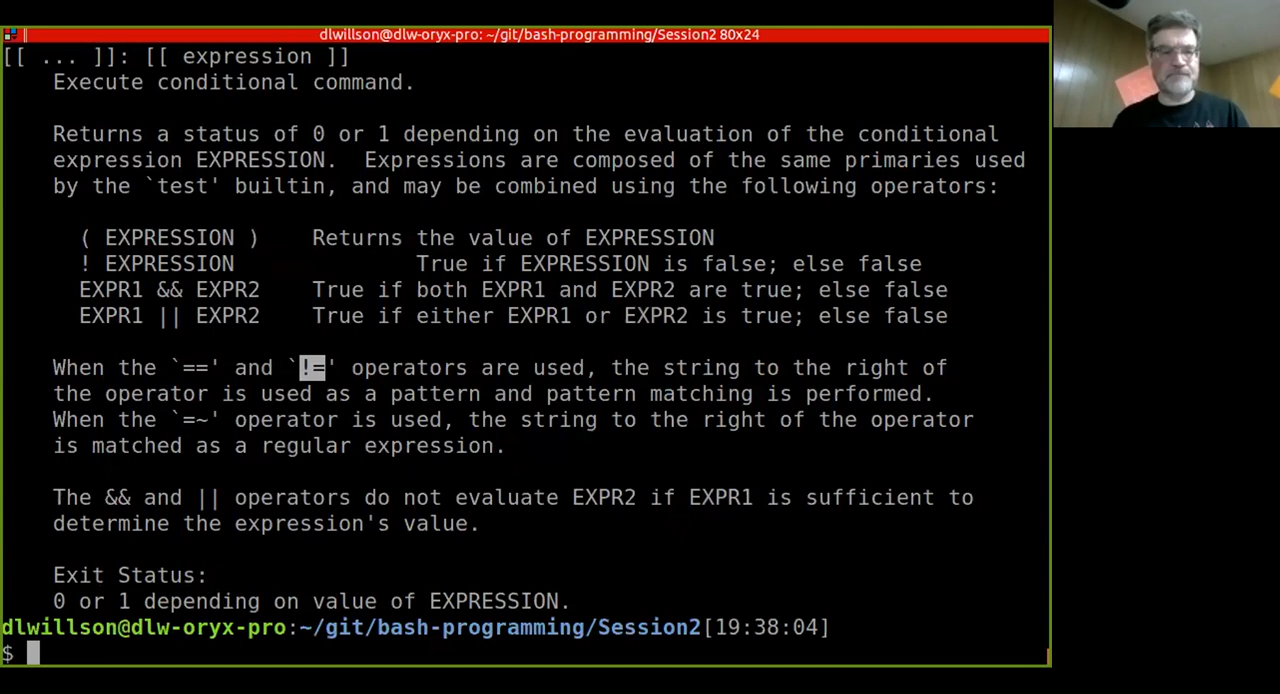 dlwillson@dlw-oryx-pro: ~/git/bash-programming/Session2 80x24
[[ ... ]]: [[ expression ]]
Execute conditional command.
Returns a status of 0 or 1 depending on the evaluation of the conditional
expression EXPRESSION.  Expressions are composed of the same primaries used
by the `test' builtin, and may be combined using the following operators:
( EXPRESSION )    Returns the value of EXPRESSION
! EXPRESSION              True if EXPRESSION is false; else false
EXPR1 && EXPR2    True if both EXPR1 and EXPR2 are true; else false
EXPR1 || EXPR2    True if either EXPR1 or EXPR2 is true; else false
When the `==' and `!=' operators are used, the string to the right of
the operator is used as a pattern and pattern matching is performed.
When the `=~' operator is used, the string to the right of the operator
is matched as a regular expression.
The && and || operators do not evaluate EXPR2 if EXPR1 is sufficient to
determine the expression's value.
Exit Status:
0 or 1 depending on value of EXPRESSION.
dlwillson@dlw-oryx-pro:~/git/bash-programming/Session2[19:38:04]
$